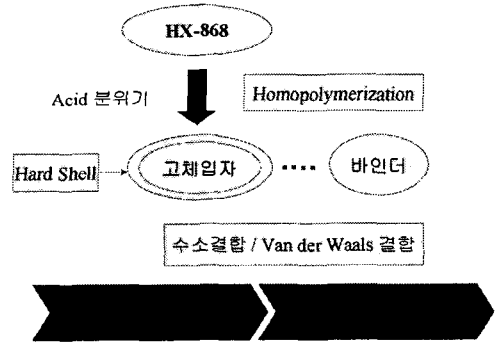 HX-868
Acid 분위기
Homopolymerization
Hard Shell
고체입자
바인더
수소결합 / Van der Waals 결합